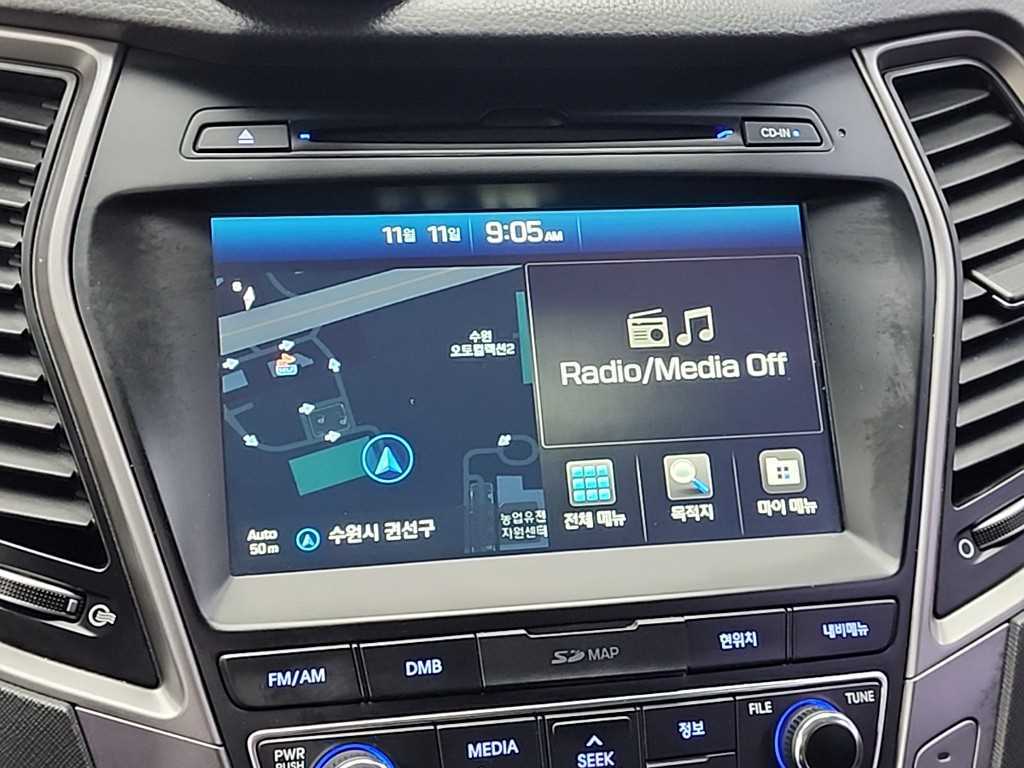 CD-IN
11월 11일 9:05 AM
S
수원
오토컬렉션2
Radio/Media Off
농업유전
자원센터
Auto
50m
수원시 권선구
전체 메뉴
목적지
마이 메뉴
FM/AM
DMB
SD MAP
현위치
내비메뉴
PWR
PUSH
MEDIA
SEEK
정보
FILE
TUNE